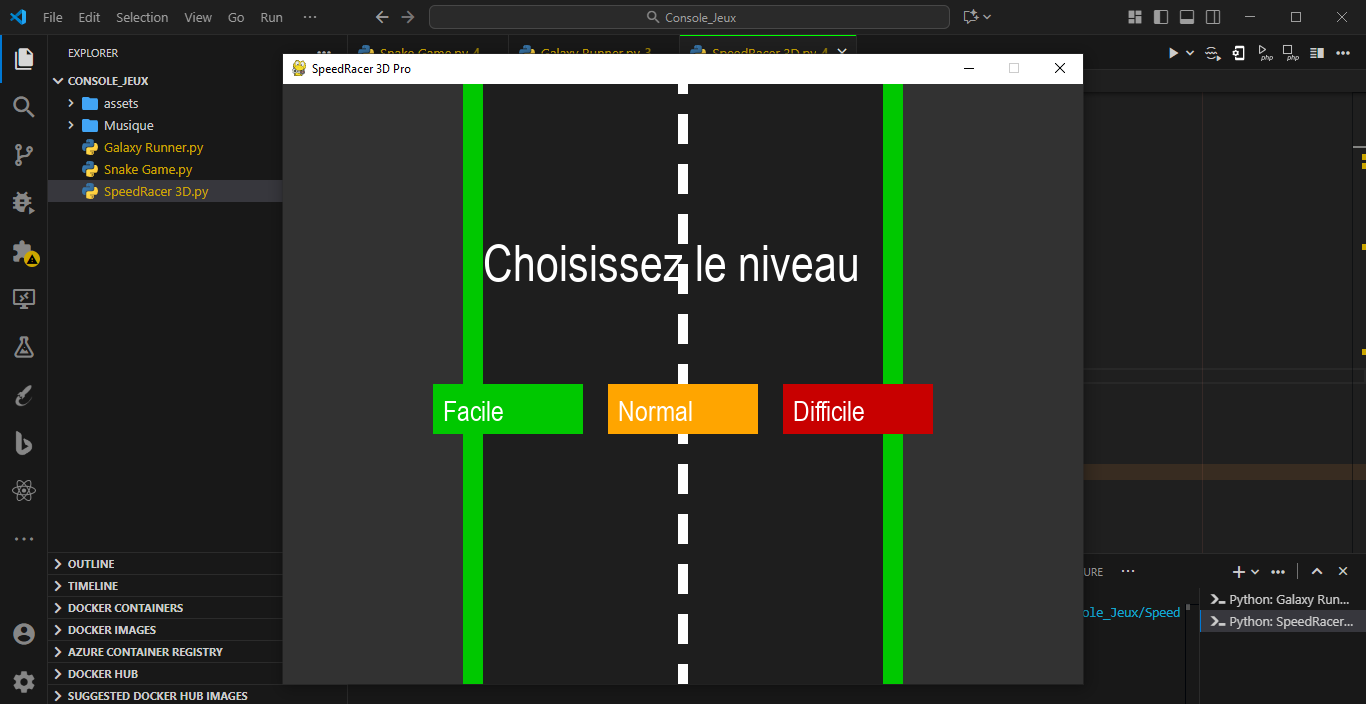 File Edit Selection View Go Run ···
Console_Jeux
EXPLORER
Snake Game.py 4
Galaxy Runner.py 3
SpeedRacer 3D.py 4
CONSOLE_JEUX
assets
Musique
Galaxy Runner.py
Snake Game.py
SpeedRacer 3D.py
SpeedRacer 3D Pro
php
php
Choisissez le niveau
Facile
Normal
Difficile
OUTLINE
TIMELINE
DOCKER CONTAINERS
DOCKER IMAGES
AZURE CONTAINER REGISTRY
DOCKER HUB
SUGGESTED DOCKER HUB IMAGES
URE
ole_Jeux/Speed
Python: Galaxy Run...
Python: SpeedRacer...